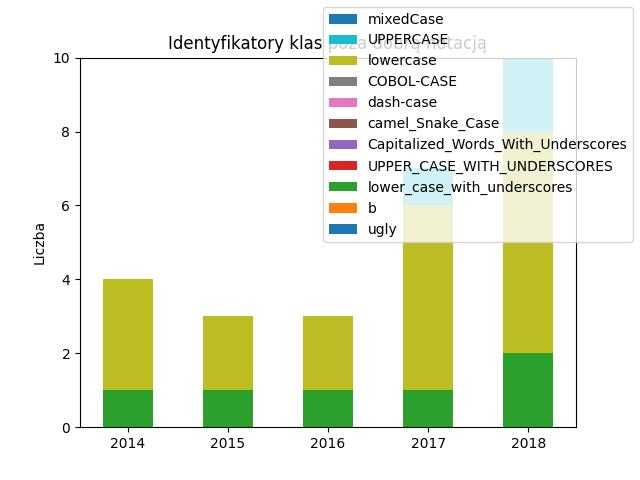 Identyfikatory klas poza dobrą notacją
mixedCase
UPPERCASE
lowercase
COBOL-CASE
dash-case
camel_Snake_Case
Capitalized_Words_With_Underscores
UPPER_CASE_WITH_UNDERSCORES
lower_case_with_underscores
b
ugly
Liczba
10
8
6
4
2
0
2014 2015 2016 2017 2018